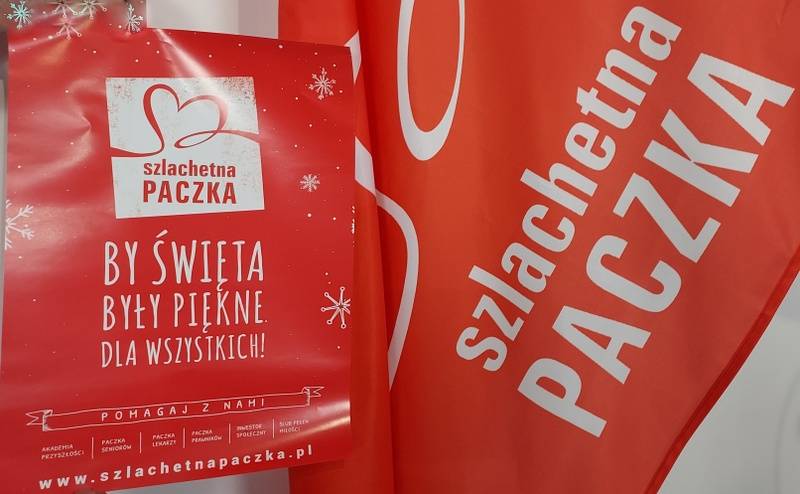 szlachetna
PACZKA
BY ŚWIĘTA
BYŁY PIĘKNE
DLA WSZYSTKICH!
POMAGAJ Z NAMI
AKADEMIA
PRZYSZŁOŚCI
PACZKA
SENIORÓW
PACZKA
LEKARZY
PACZKA
PRAWNIKÓW
INWESTOR
SPOŁECZNY
ŚLUB PEŁEN
MIŁOŚCI
www.szlachetnapaczka.pl
szlachetna
PACZKA